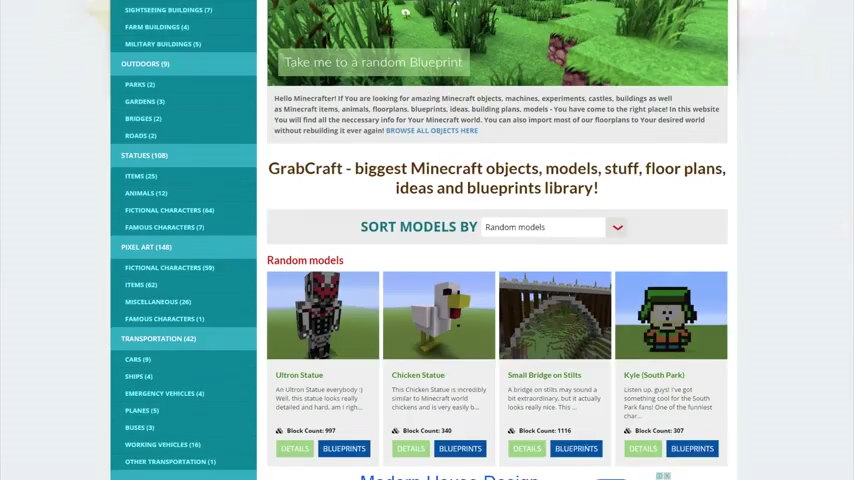 SIGHTSEEING BUILDINGS (7)
FARM BUILDINGS (4)
MILITARY BUILDINGS (5)
OUTDOORS (9)
PARKS (2)
GARDENS (3)
BRIDGES (2)
ROADS (2)
STATUES (108)
ITEMS (25)
ANIMALS (12)
FICTIONAL CHARACTERS (64)
FAMOUS CHARACTERS (7)
PIXEL ART (148)
FICTIONAL CHARACTERS (59)
ITEMS (62)
MISCELLANEOUS (26)
FAMOUS CHARACTERS (1)
TRANSPORTATION (42)
CARS (9)
SHIPS (4)
EMERGENCY VEHICLES (4)
PLANES (5)
BUSES (3)
WORKING VEHICLES (16)
OTHER TRANSPORTATION (1)
Take me to a random Blueprint
Hello Minecrafter! If You are looking for amazing Minecraft objects, machines, experiments, castles, buildings as well
as Minecraft items, animals, floorplans, blueprints, ideas, building plans, models - You have come to the right place! In this website
You will find all the neccessary info for Your Minecraft world. You can also import most of our floorplans to Your desired world
without rebuilding it ever again! BROWSE ALL OBJECTS HERE
GrabCraft - biggest Minecraft objects, models, stuff, floor plans,
ideas and blueprints library!
SORT MODELS BY Random models
Random models
Ultron Statue
An Ultron Statue everybody :)
Well, this statue looks really
detailed and hard, am i righ...
Block Count: 997
DETAILS BLUEPRINTS
Chicken Statue
This Chicken Statue is incredibly
similar to Minecraft world
chickens and is very easily b...
Block Count: 340
DETAILS BLUEPRINTS
Small Bridge on Stilts
A bridge on stilts may sound a
bit extraordinary, but it actually
looks really nice. This ...
Block Count: 1116
DETAILS BLUEPRINTS
Kyle (South Park)
Listen up, guys! I've got
something cool for the South
Park fans! One of the funniest
char...
Block Count: 307
DETAILS BLUEPRINTS
Modern House Design